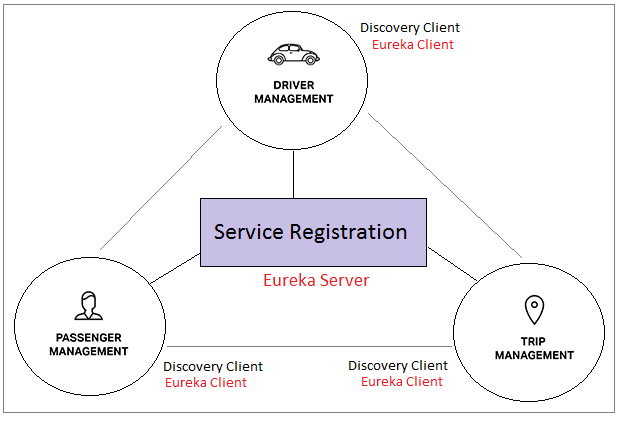 Discovery Client
Eureka Client
DRIVER
MANAGEMENT
Service Registration
Eureka Server
PASSENGER
MANAGEMENT
TRIP
MANAGEMENT
Discovery Client
Eureka Client
Discovery Client
Eureka Client